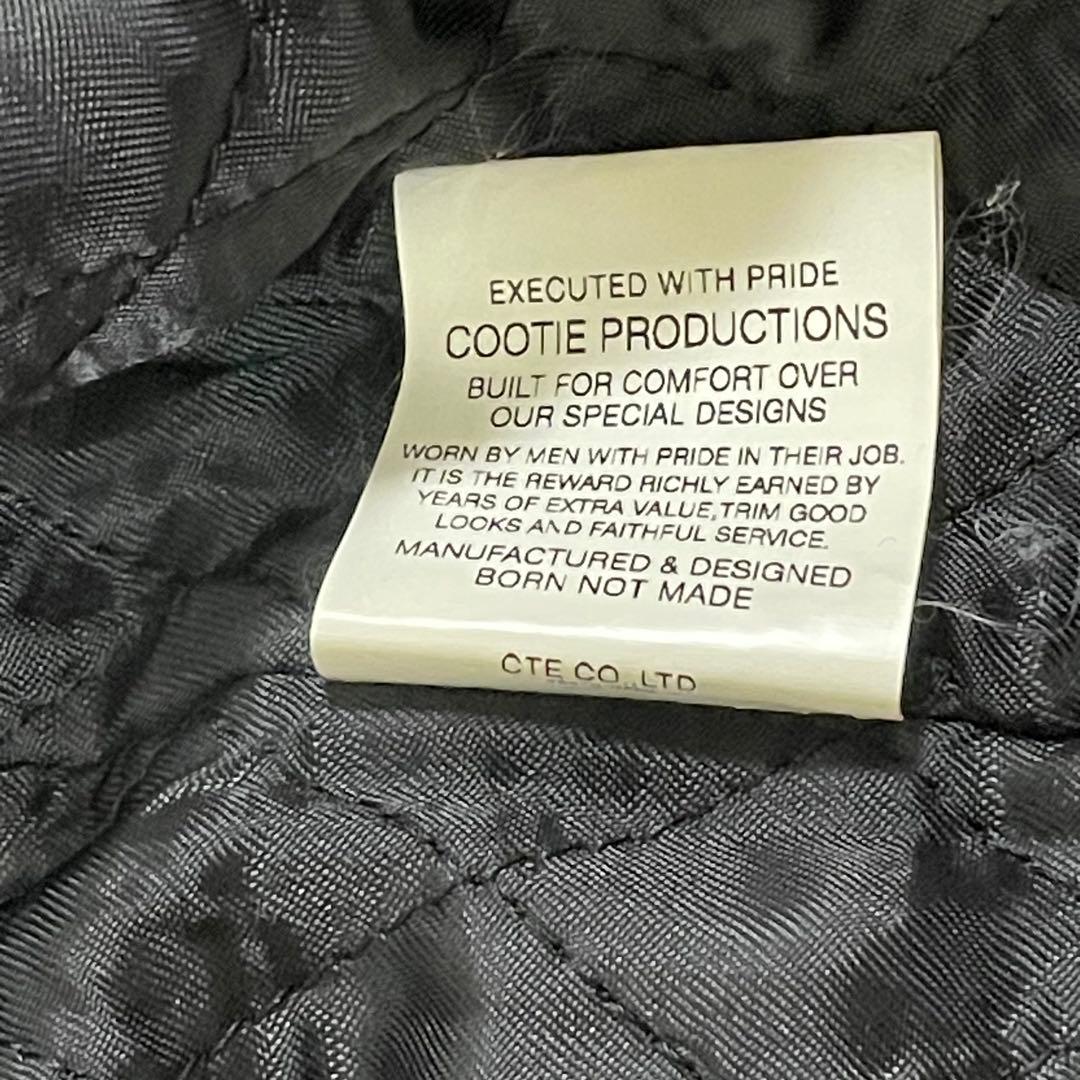 EXECUTED WITH PRIDE
COOTIE PRODUCTIONS
BUILT FOR COMFORT OVER
OUR SPECIAL DESIGNS
WORN BY MEN WITH PRIDE IN THEIR JOB.
IT IS THE REWARD RICHLY EARNED BY
YEARS OF EXTRA VALUE, TRIM GOOD
LOOKS AND FAITHFUL SERVICE.
MANUFACTURED & DESIGNED
BORN NOT MADE
CTE CO.,LTD